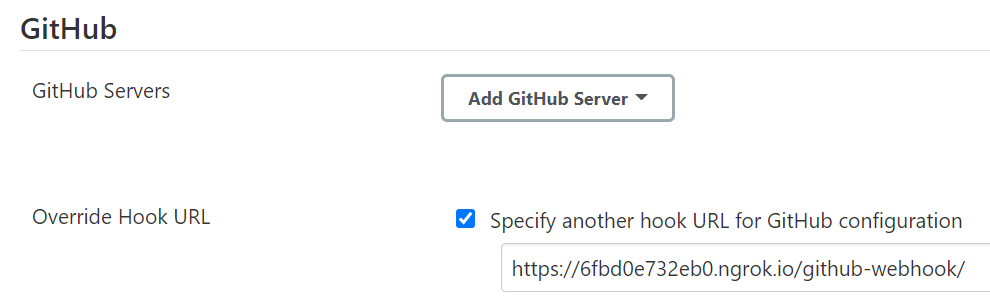 GitHub
GitHub Servers
Add GitHub Server
Override Hook URL
Specify another hook URL for GitHub configuration
https://6fbd0e732eb0.ngrok.io/github-webhook/